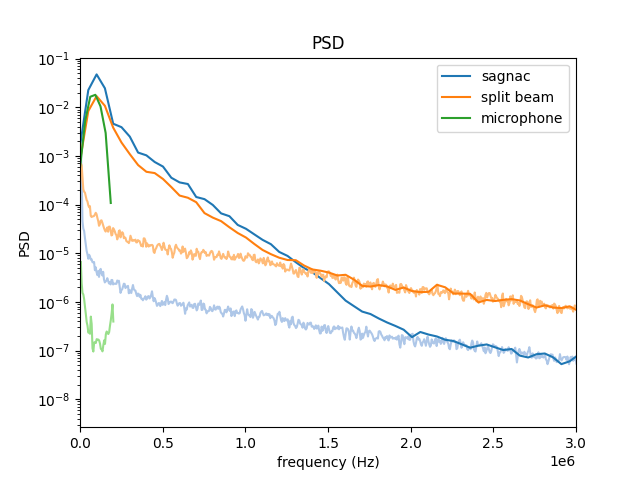 PSD
sagnac
split beam
microphone
PSD
10⁻¹
10⁻²
10⁻³
10⁻⁴
10⁻⁵
10⁻⁶
10⁻⁷
10⁻⁸
0.0 0.5 1.0 1.5 2.0 2.5 3.0
frequency (Hz)
1e6